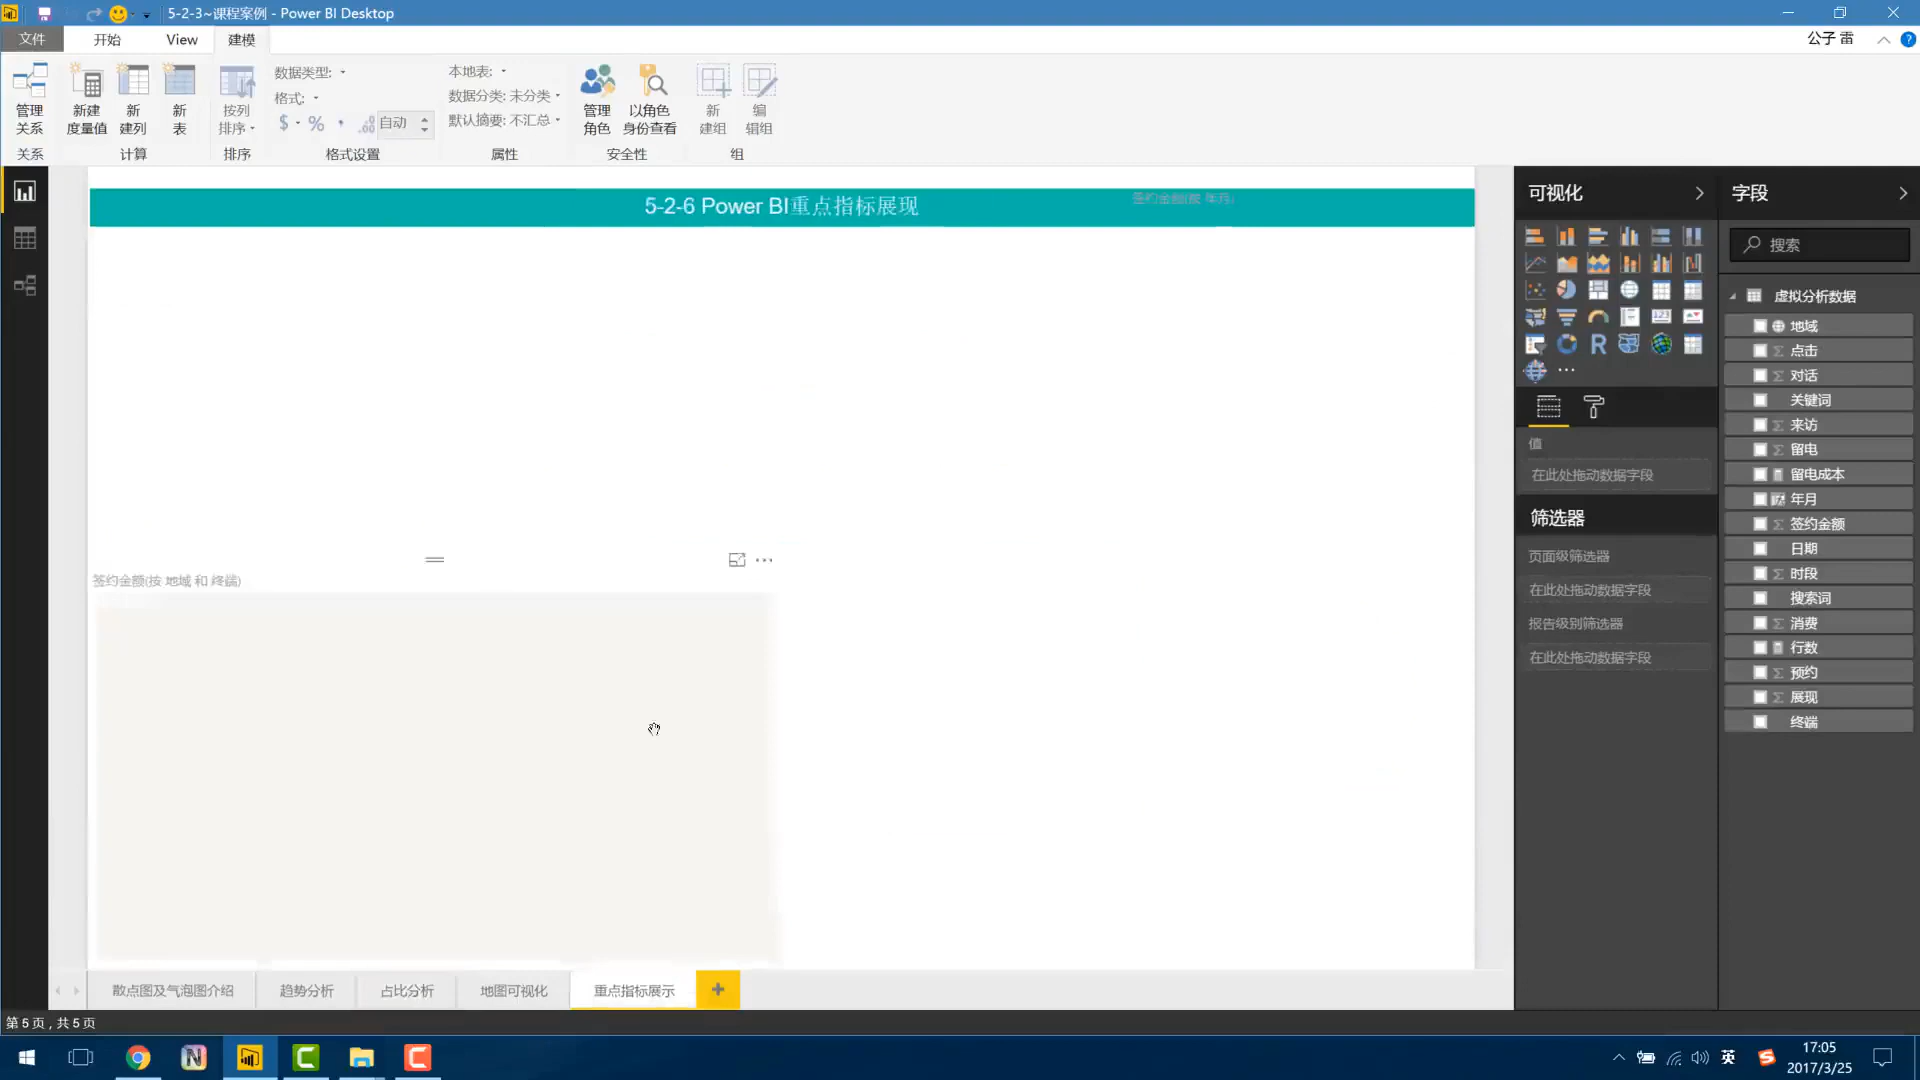 5-2-3~课程案例 - Power BI Desktop
文件
开始
View
建模
公子 雷
管理
关系
新建
度量值
新
建列
新
表
按列
排序
数据类型:
格式:
$
%
自动
本地表:
数据分类: 未分类
默认摘要: 不汇总
管理
角色
以角色
身份查看
新
建组
编
辑组
关系
计算
排序
格式设置
属性
安全性
组
5-2-6 Power BI重点指标展现
签约金额(按 年月)
签约金额(按 地域 和 终端)
可视化
值
在此处拖动数据字段
筛选器
页面级筛选器
在此处拖动数据字段
报告级别筛选器
在此处拖动数据字段
字段
搜索
虚拟分析数据
地域
点击
对话
关键词
来访
留电
留电成本
年月
签约金额
日期
时段
搜索词
消费
行数
预约
展现
终端
散点图及气泡图介绍
趋势分析
占比分析
地图可视化
重点指标展示
第 5 页 , 共 5 页
英
17:05
2017/3/25